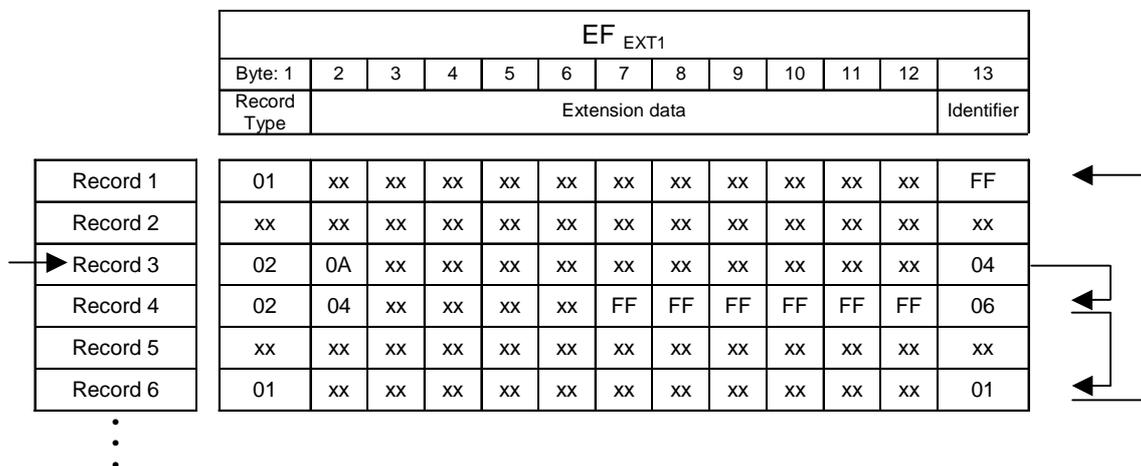 EF EXT1
Byte: 1 2 3 4 5 6 7 8 9 10 11 12 13
Record Type Extension data Identifier
Record 1 01 xx xx xx xx xx xx xx xx xx xx xx FF
Record 2 xx xx xx xx xx xx xx xx xx xx xx xx xx
Record 3 02 0A xx xx xx xx xx xx xx xx xx xx 04
Record 4 02 04 xx xx xx xx FF FF FF FF FF FF 06
Record 5 xx xx xx xx xx xx xx xx xx xx xx xx xx
Record 6 01 xx xx xx xx xx xx xx xx xx xx xx 01